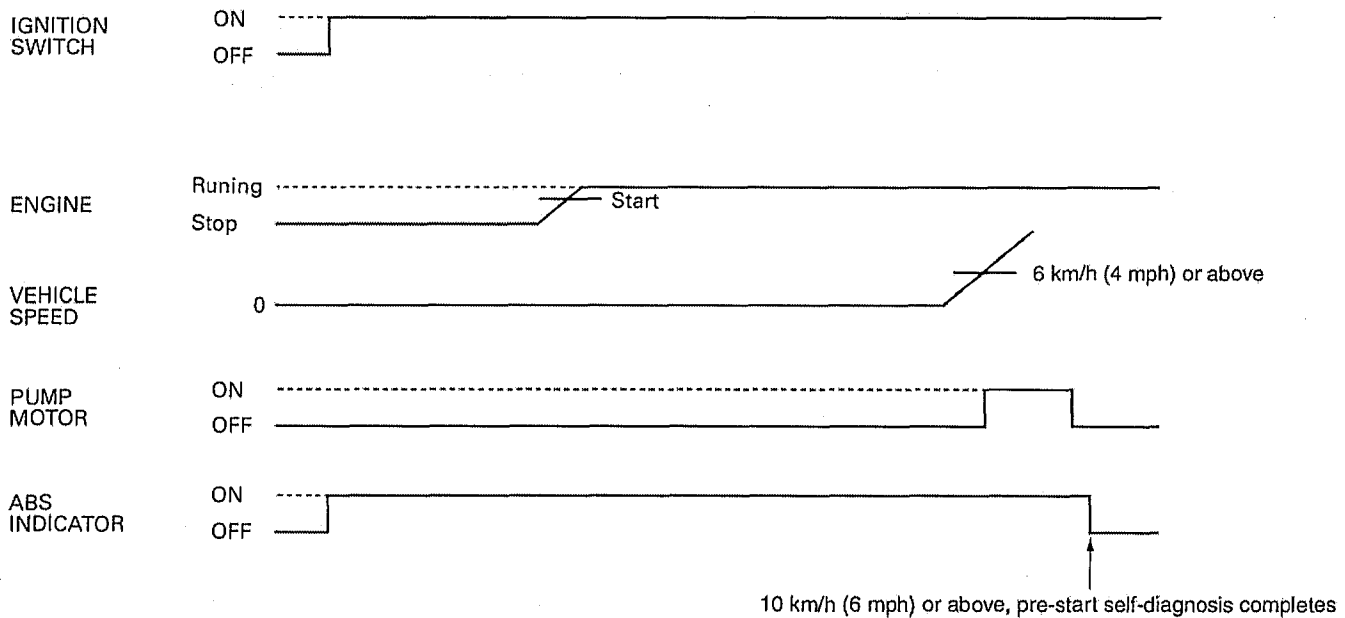 IGNITION
SWITCH
ON
OFF
ENGINE
Runing
Stop
Start
VEHICLE
SPEED
0
6 km/h (4 mph) or above
PUMP
MOTOR
ON
OFF
ABS
INDICATOR
ON
OFF
10 km/h (6 mph) or above, pre-start self-diagnosis completes